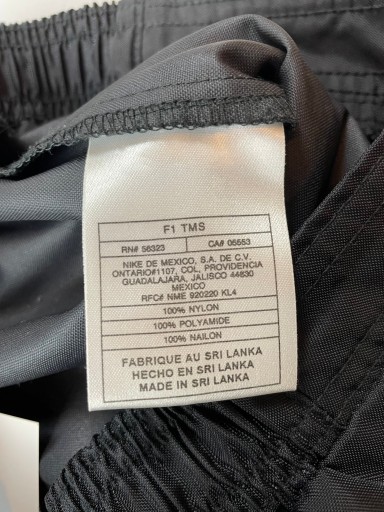 F1 TMS
RN# 56323 CA# 05553
NIKE DE MEXICO, S.A. DE C.V.
ONTARIO#1107, COL, PROVIDENCIA
GUADALAJARA, JALISCO 44630
MEXICO
RFC# NME 920220 KL4
100% NYLON
100% POLYAMIDE
100% NAILON
FABRIQUE AU SRI LANKA
HECHO EN SRI LANKA
MADE IN SRI LANKA